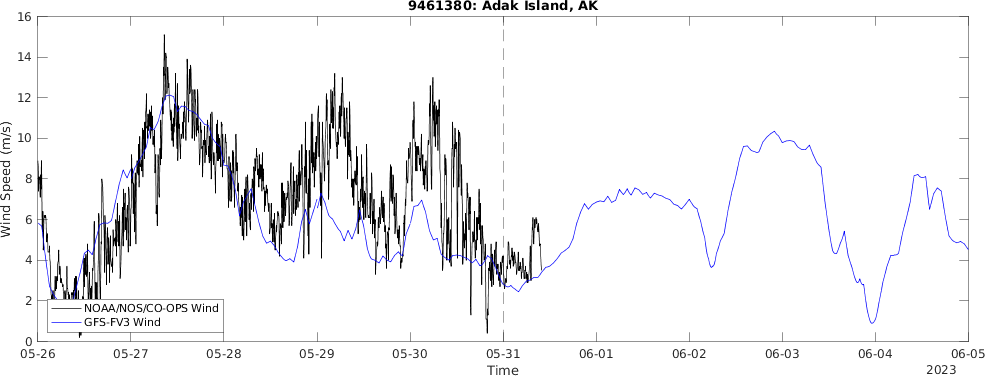 9461380: Adak Island, AK
Wind Speed (m/s)
16
14
12
10
8
6
4
2
0
NOAA/NOS/CO-OPS Wind
GFS-FV3 Wind
05-26 05-27 05-28 05-29 05-30 05-31 06-01 06-02 06-03 06-04 06-05
Time
2023